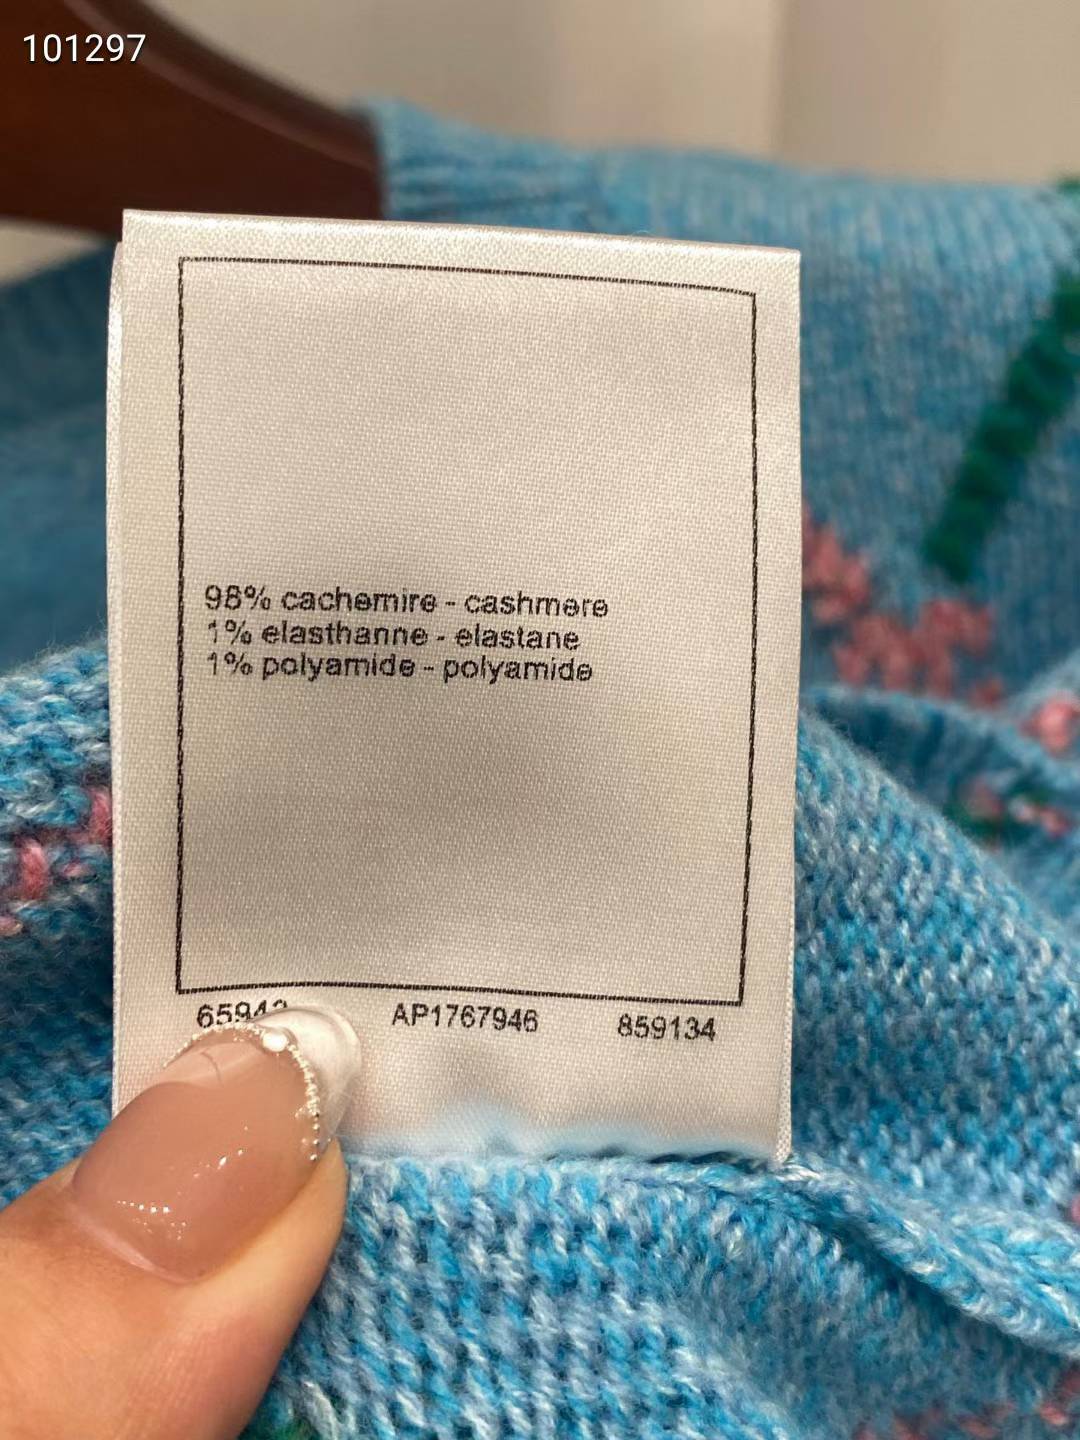 101297
98% cachemire - cashmere
1% elasthanne - elastane
1% polyamide - polyamide
AP1767946 859134